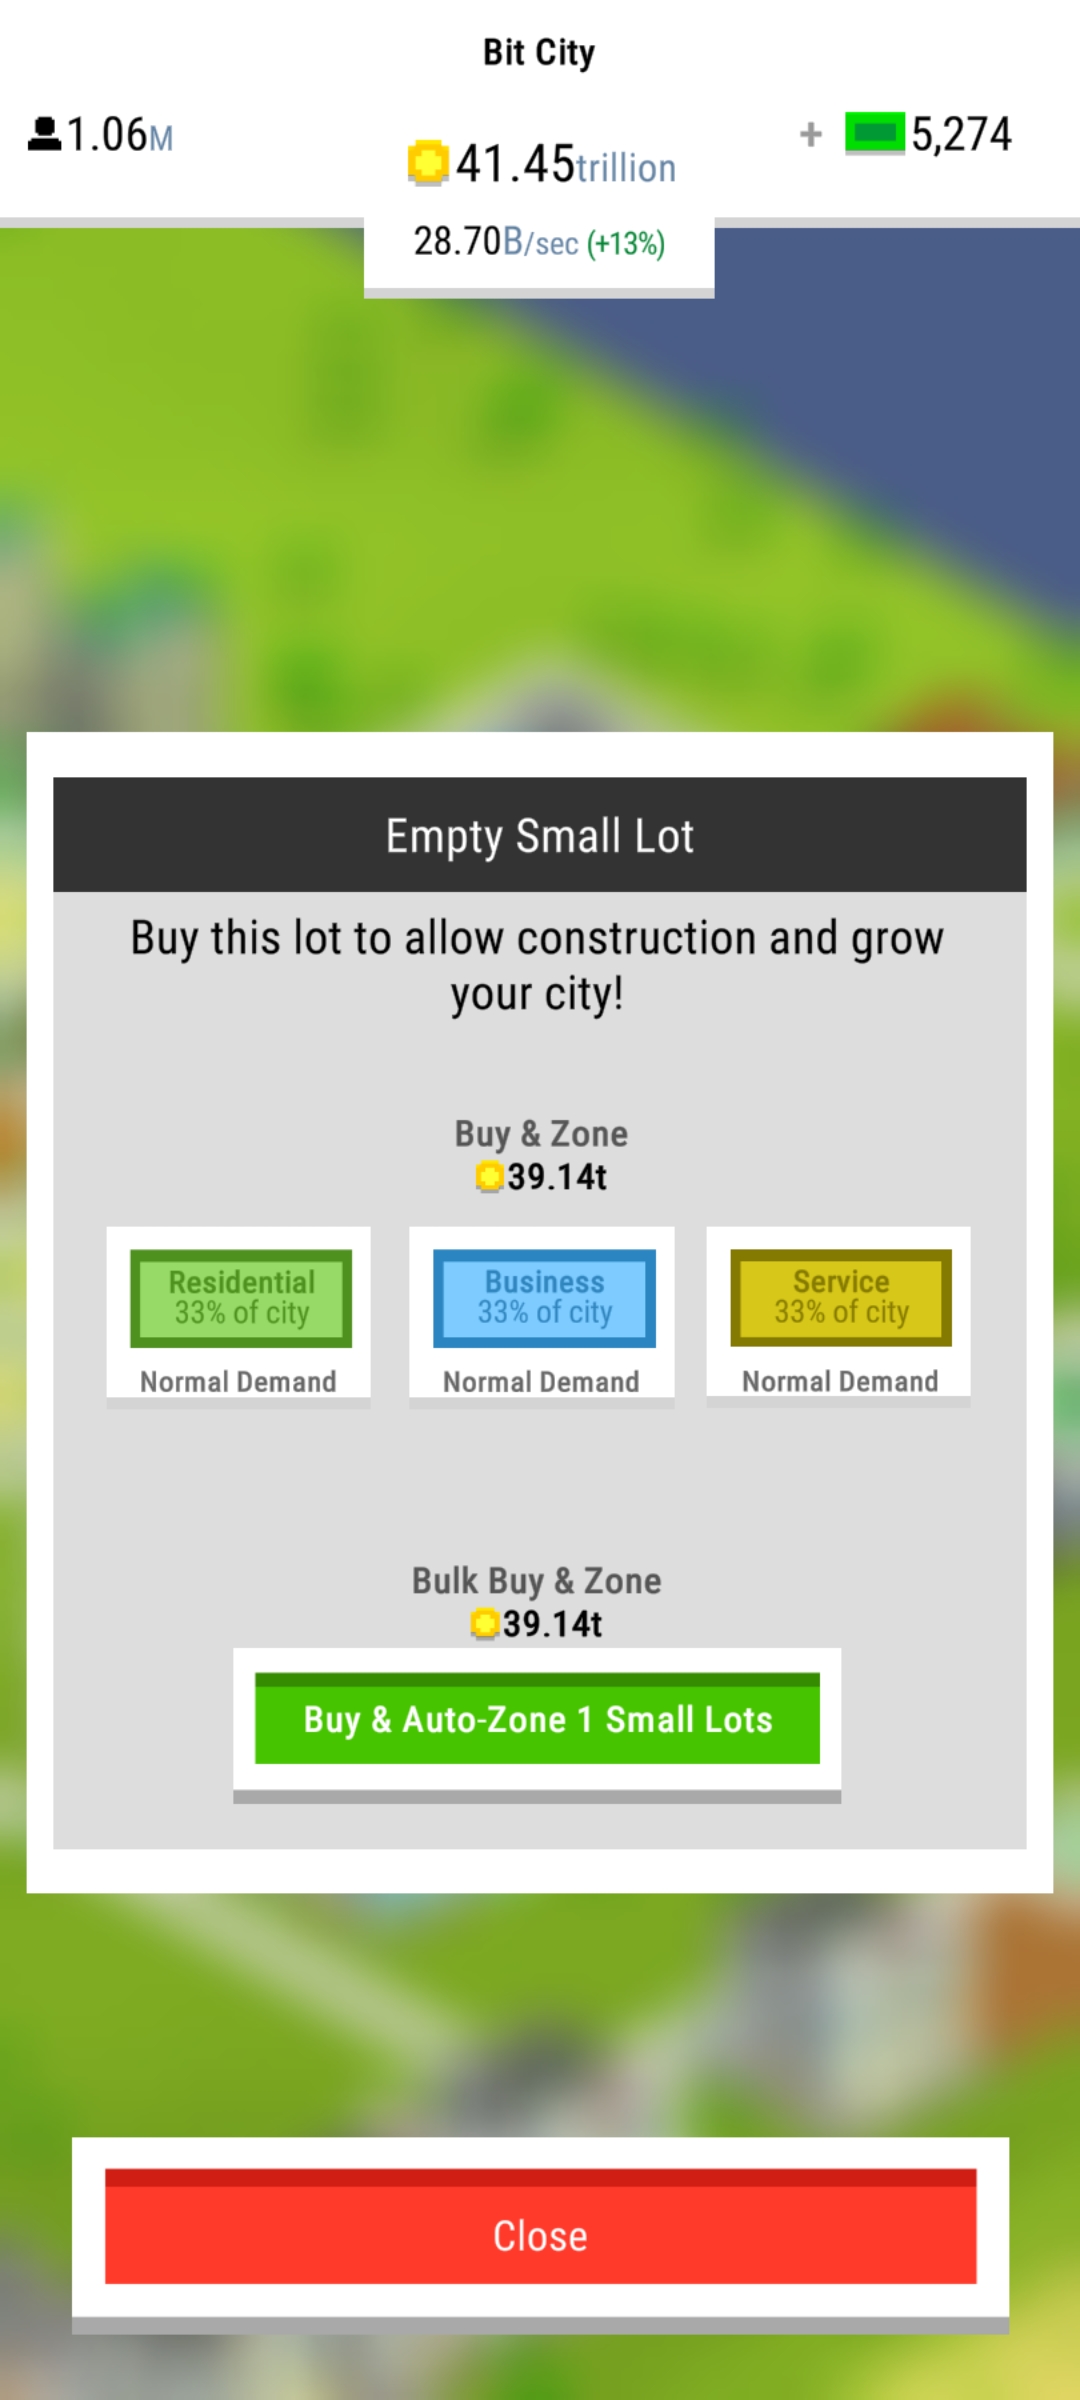 Bit City
1.06M
41.45trillion
+ 5,274
28.70B/sec (+13%)
Empty Small Lot
Buy this lot to allow construction and grow
your city!
Buy & Zone
39.14t
Residential
33% of city
Normal Demand
Business
33% of city
Normal Demand
Service
33% of city
Normal Demand
Bulk Buy & Zone
39.14t
Buy & Auto-Zone 1 Small Lots
Close